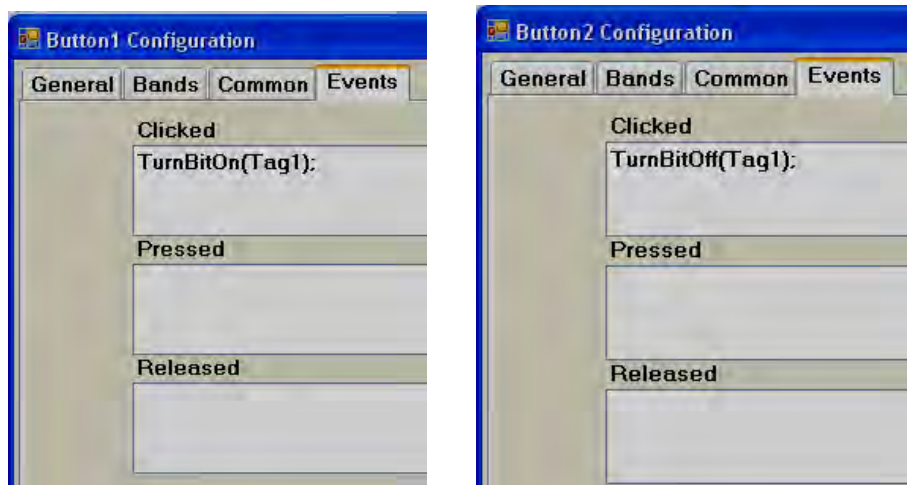 Button1 Configuration
General Bands Common Events
Clicked
TurnBitOn(Tag1);
Pressed
Released
Button2 Configuration
General Bands Common Events
Clicked
TurnBitOff(Tag1);
Pressed
Released